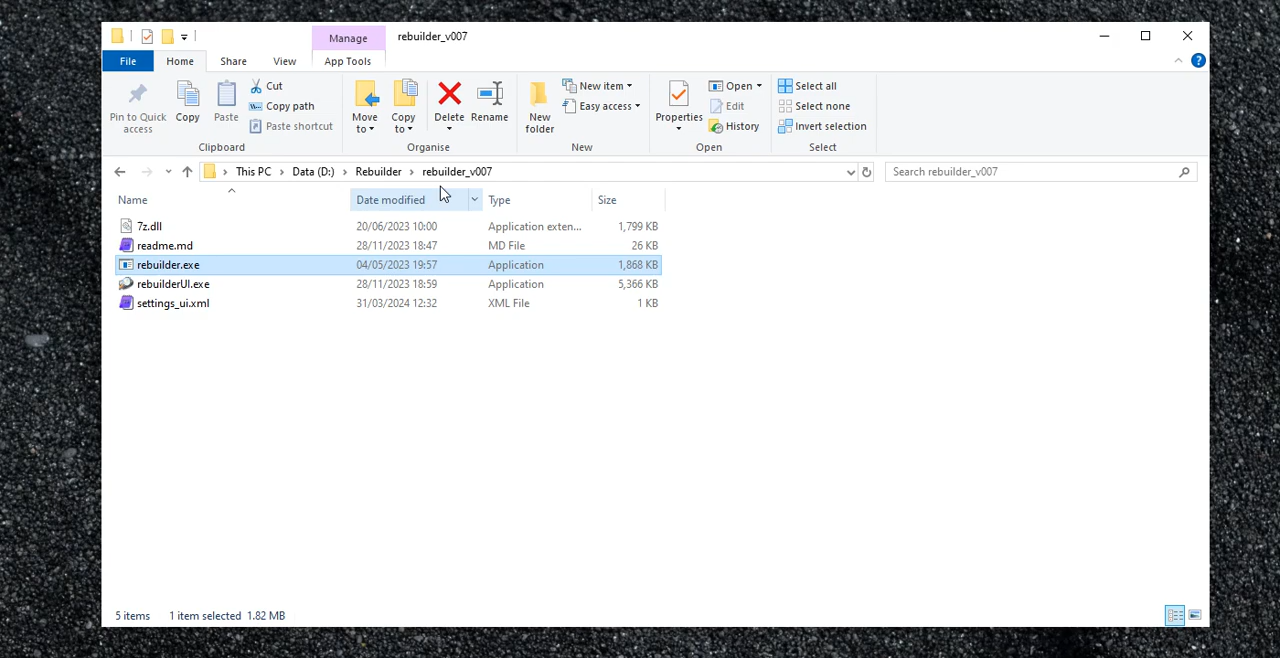 Manage
rebuilder_v007
File
Home
Share
View
App Tools
Pin to Quick access
Copy
Paste
Cut
Copy path
Paste shortcut
Clipboard
Move to
Copy to
Delete
Rename
Organise
New folder
New item
Easy access
New
Properties
Open
Edit
History
Open
Select all
Select none
Invert selection
Select
This PC > Data (D:) > Rebuilder > rebuilder_v007
Search rebuilder_v007
Name Date modified Type Size
7z.dll 20/06/2023 10:00 Application exten... 1,799 KB
readme.md 28/11/2023 18:47 MD File 26 KB
rebuilder.exe 04/05/2023 19:57 Application 1,868 KB
rebuilderUI.exe 28/11/2023 18:59 Application 5,366 KB
settings_ui.xml 31/03/2024 12:32 XML File 1 KB
5 items 1 item selected 1.82 MB